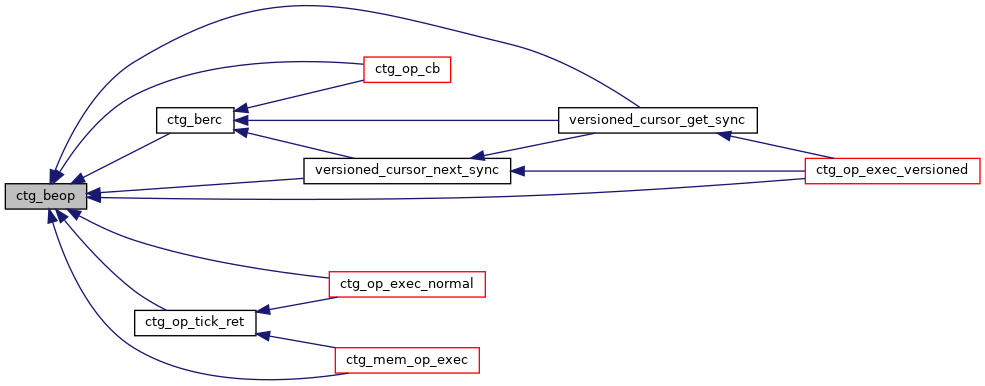 ctg_op_cb
ctg_berc
versioned_cursor_get_sync
versioned_cursor_next_sync
ctg_op_exec_versioned
ctg_beop
ctg_op_exec_normal
ctg_op_tick_ret
ctg_mem_op_exec